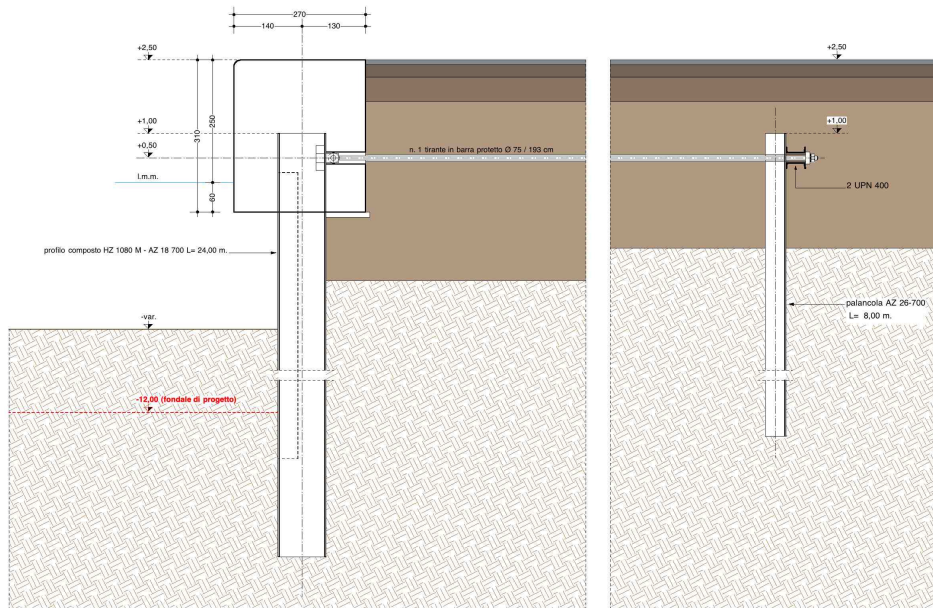 270
140
130
+2,50
+2,50
310
250
+1,00
+1,00
+0,50
n. 1 tirante in barra protetto Ø 75 / 193 cm
l.m.m.
60
2 UPN 400
profilo composto HZ 1080 M - AZ 18 700 L= 24,00 m.
palancola AZ 26-700
L= 8,00 m.
-var.
-12,00 (fondale di progetto)